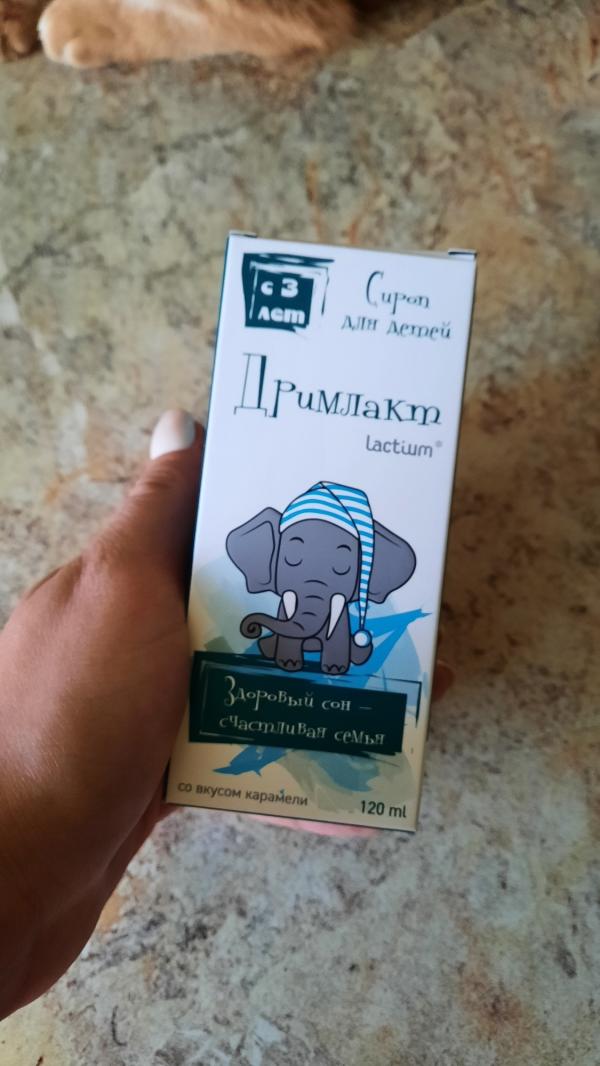 с 3
лет
Сироп
для детей
Дримлакт
lactium®
Здоровый сон –
счастливая семья
со вкусом карамели
120 ml